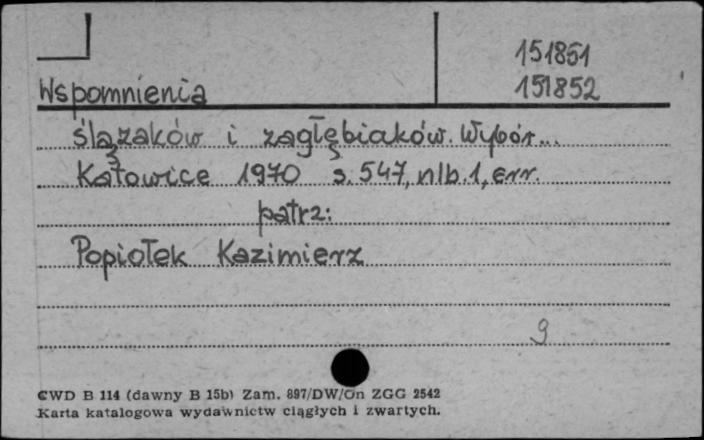 151851
Wspomnienia 151852
ślązaków i zagłębiaków. Wybór...
Katowice 1970 s. 547, nlb. 1, err.
patrz:
Popiołek Kazimierz
9
CWD B 114 (dawny B 15b) Zam. 897/DW/On ZGG 2542
Karta katalogowa wydawnictw ciągłych i zwartych.